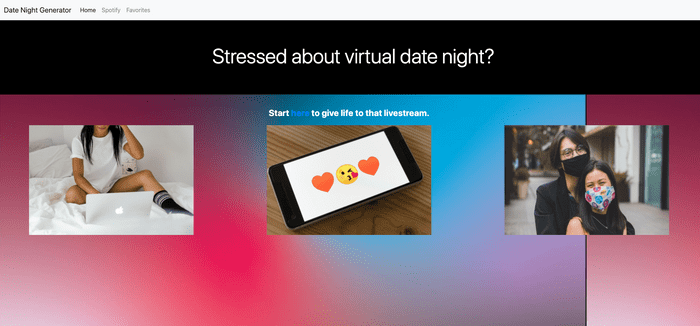 Date Night Generator Home Spotify Favorites
Stressed about virtual date night?
Start here to give life to that livestream.